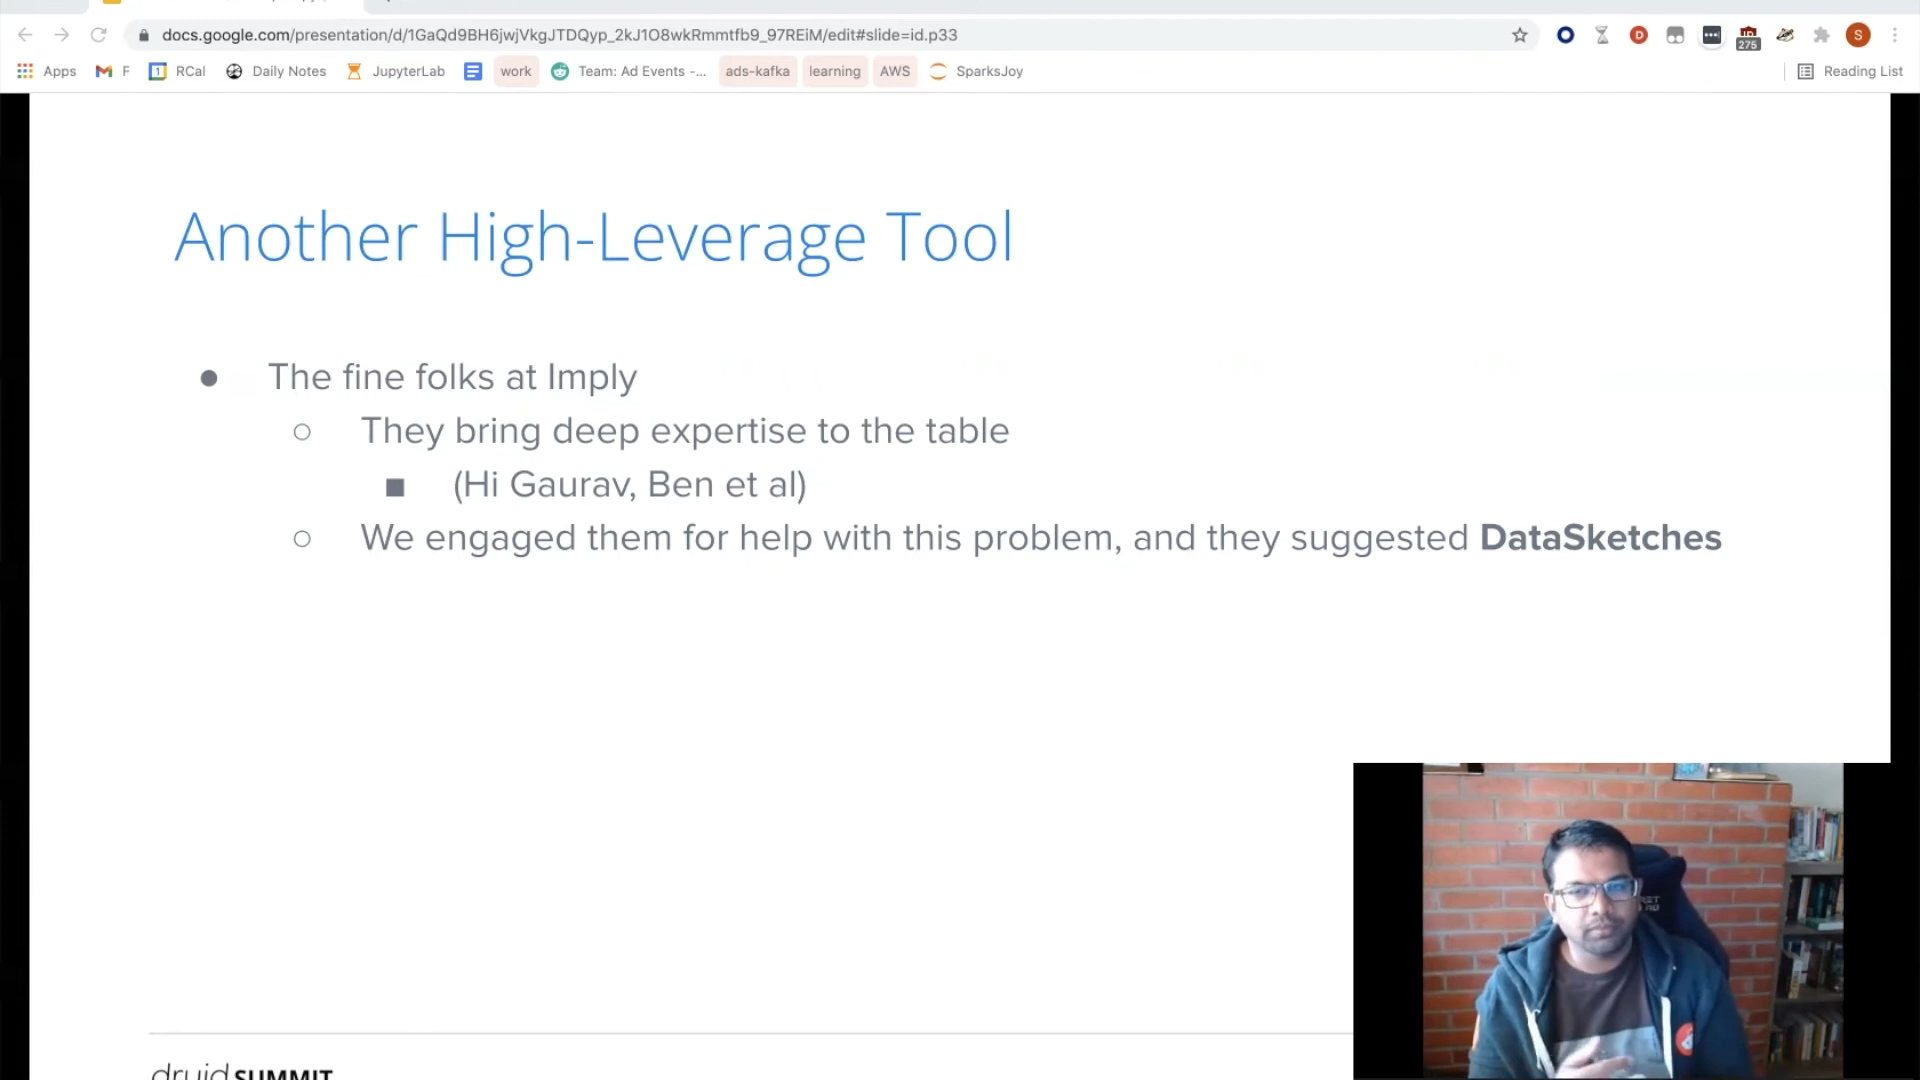 docs.google.com/presentation/d/1GaQd9BH6jwjVkgJTDQyp_2kJ1O8wkRmmtfb9_97REiM/edit#slide=id.p33
D
275
S
Apps
F
1
RCal
Daily Notes
JupyterLab
work
Team: Ad Events -...
ads-kafka
learning
AWS
SparksJoy
Reading List
Another High-Leverage Tool
● The fine folks at Imply
○ They bring deep expertise to the table
■ (Hi Gaurav, Ben et al)
○ We engaged them for help with this problem, and they suggested DataSketches
druid SUMMIT